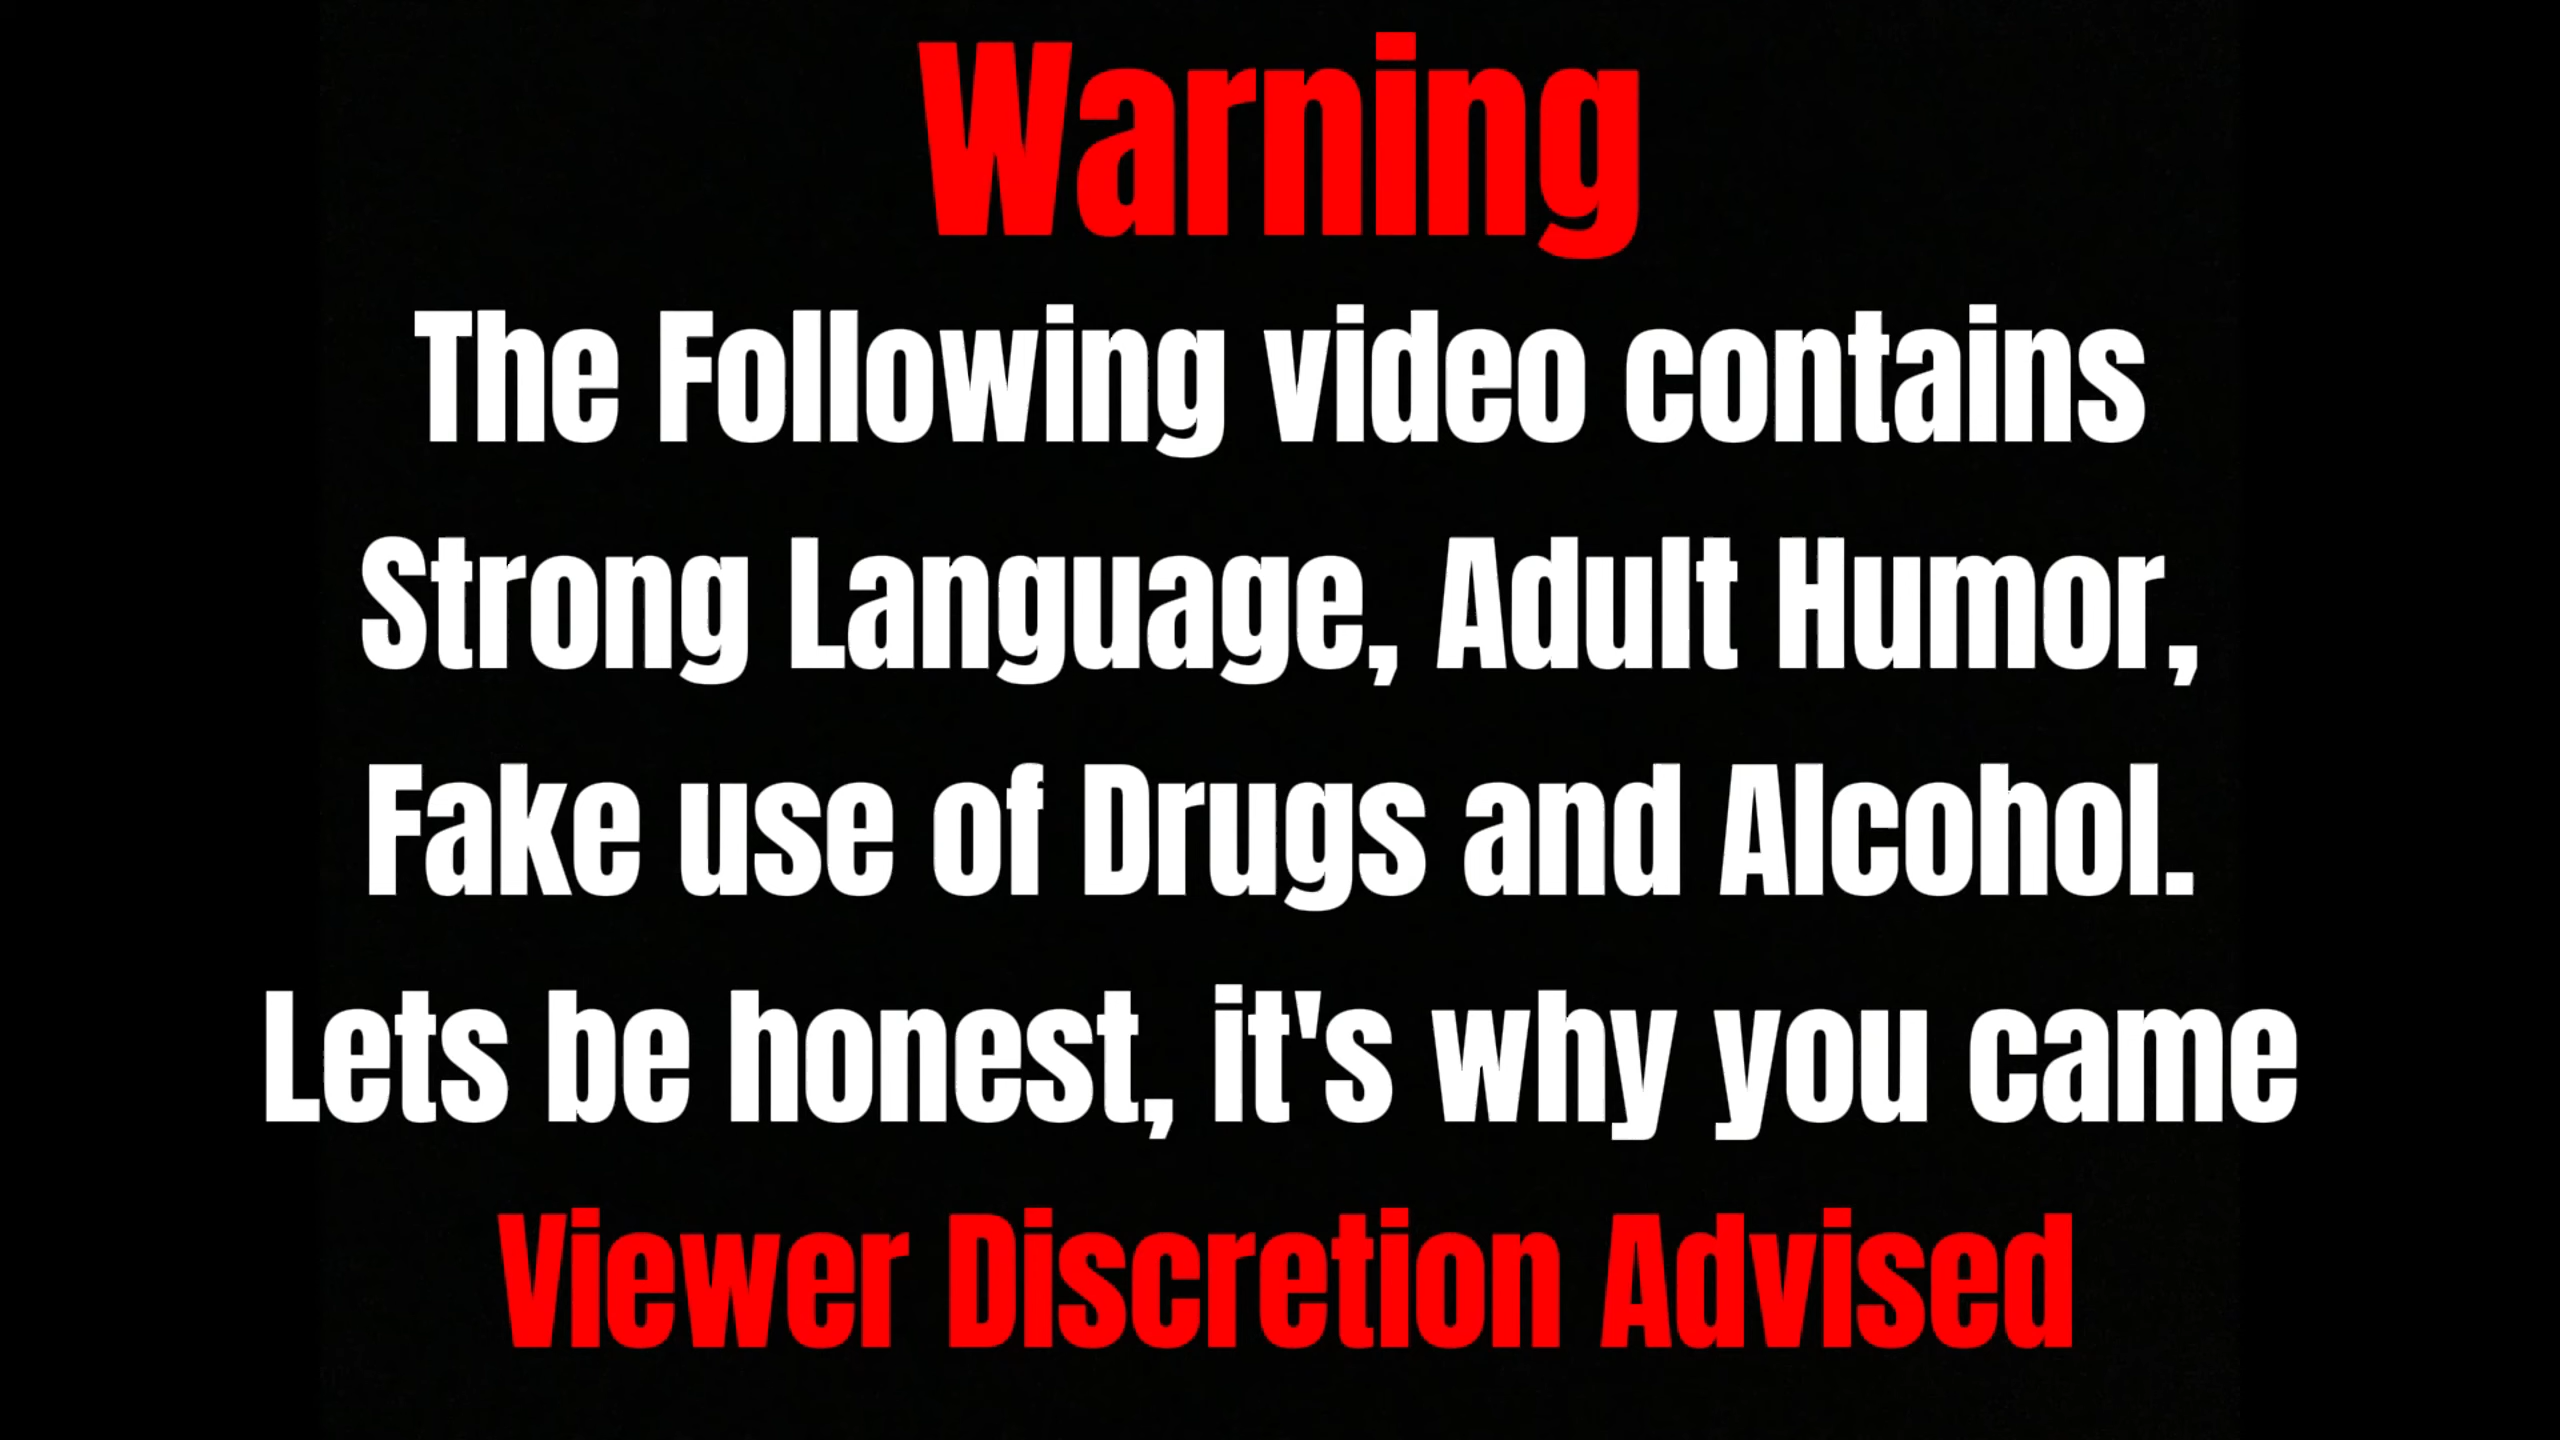 Warning
The Following video contains
Strong Language, Adult Humor,
Fake use of Drugs and Alcohol.
Lets be honest, it's why you came
Viewer Discretion Advised